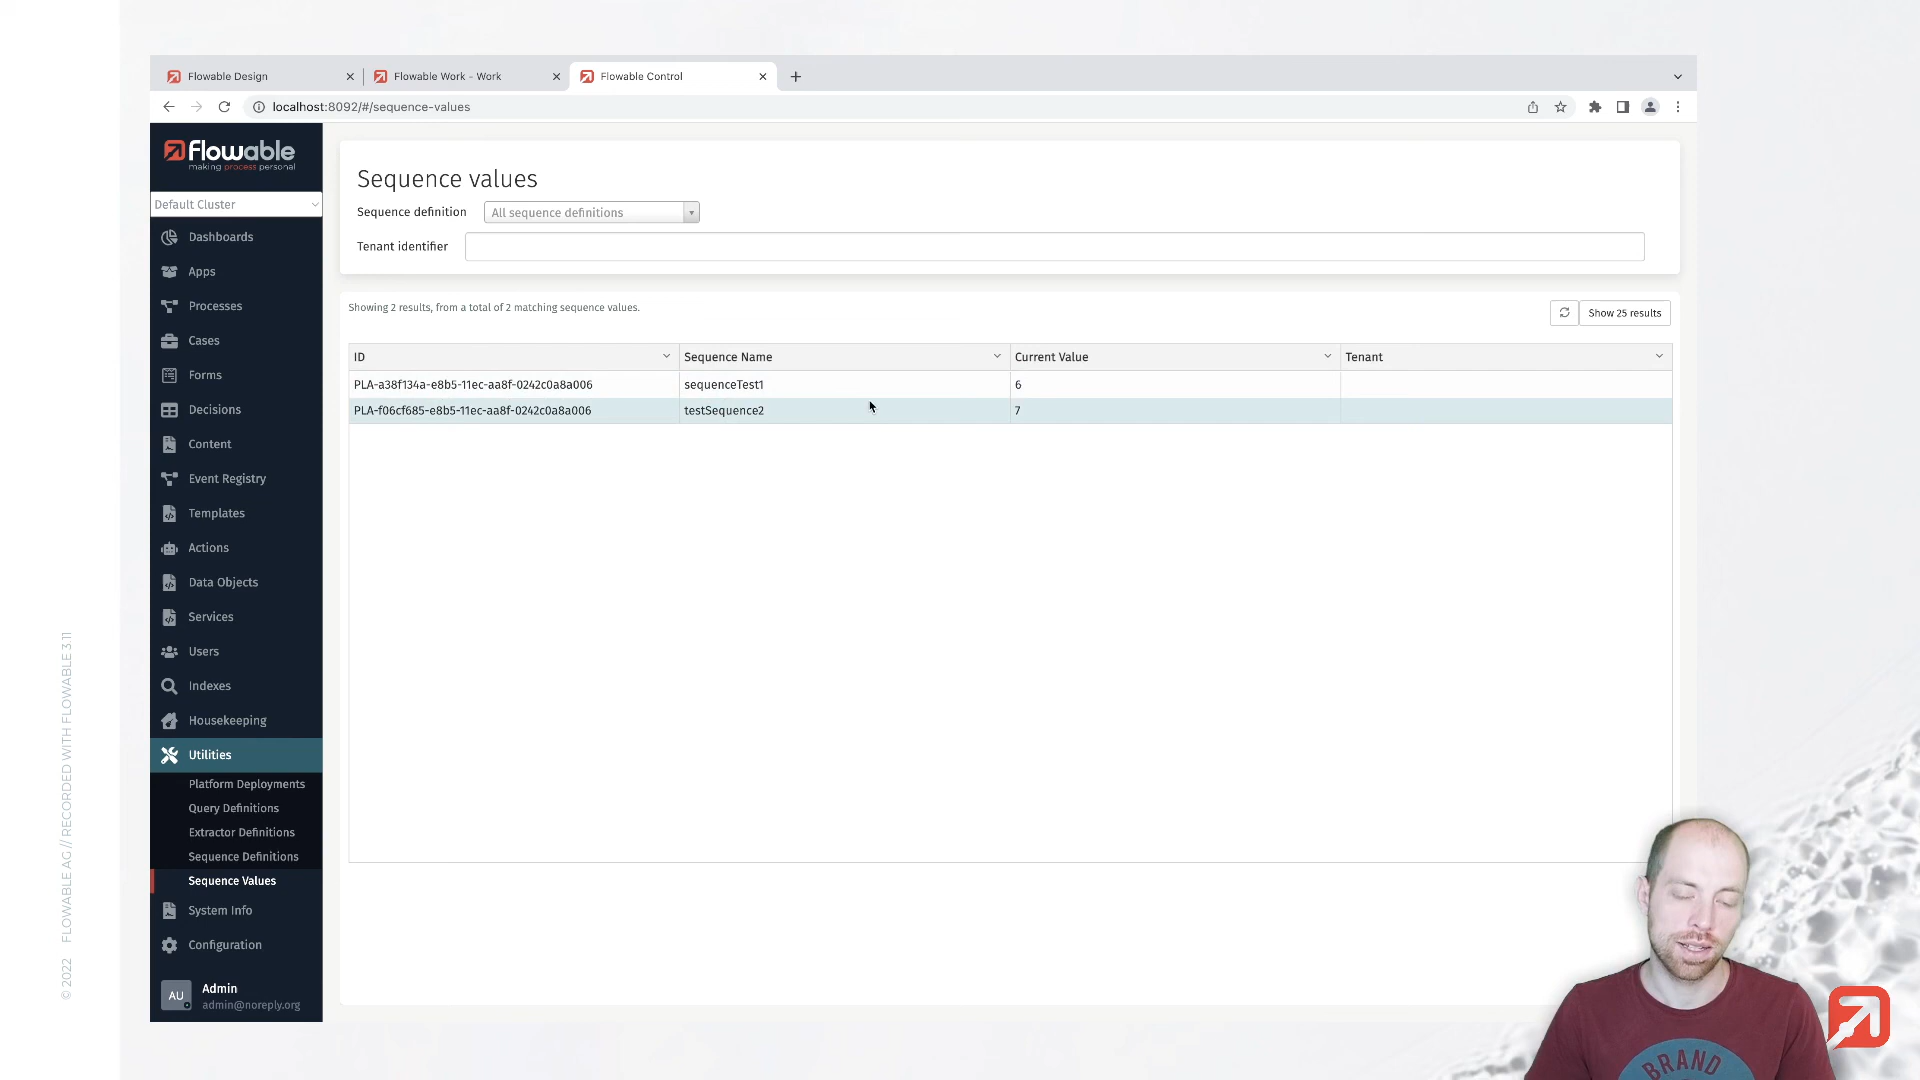 Flowable Design
Flowable Work - Work
Flowable Control
localhost:8092/#/sequence-values
Flowable
making process personal
Default Cluster
Dashboards
Apps
Processes
Cases
Forms
Decisions
Content
Event Registry
Templates
Actions
Data Objects
Services
Users
Indexes
Housekeeping
Utilities
Platform Deployments
Query Definitions
Extractor Definitions
Sequence Definitions
Sequence Values
System Info
Configuration
AU
Admin
admin@noreply.org
Sequence values
Sequence definition All sequence definitions
Tenant identifier
Showing 2 results, from a total of 2 matching sequence values.
Show 25 results
ID Sequence Name Current Value Tenant
PLA-a38f134a-e8b5-11ec-aa8f-0242c0a8a006 sequenceTest1 6
PLA-f06cf685-e8b5-11ec-aa8f-0242c0a8a006 testSequence2 7
© 2022 FLOWABLE AG // RECORDED WITH FLOWABLE 3.11
BRAND